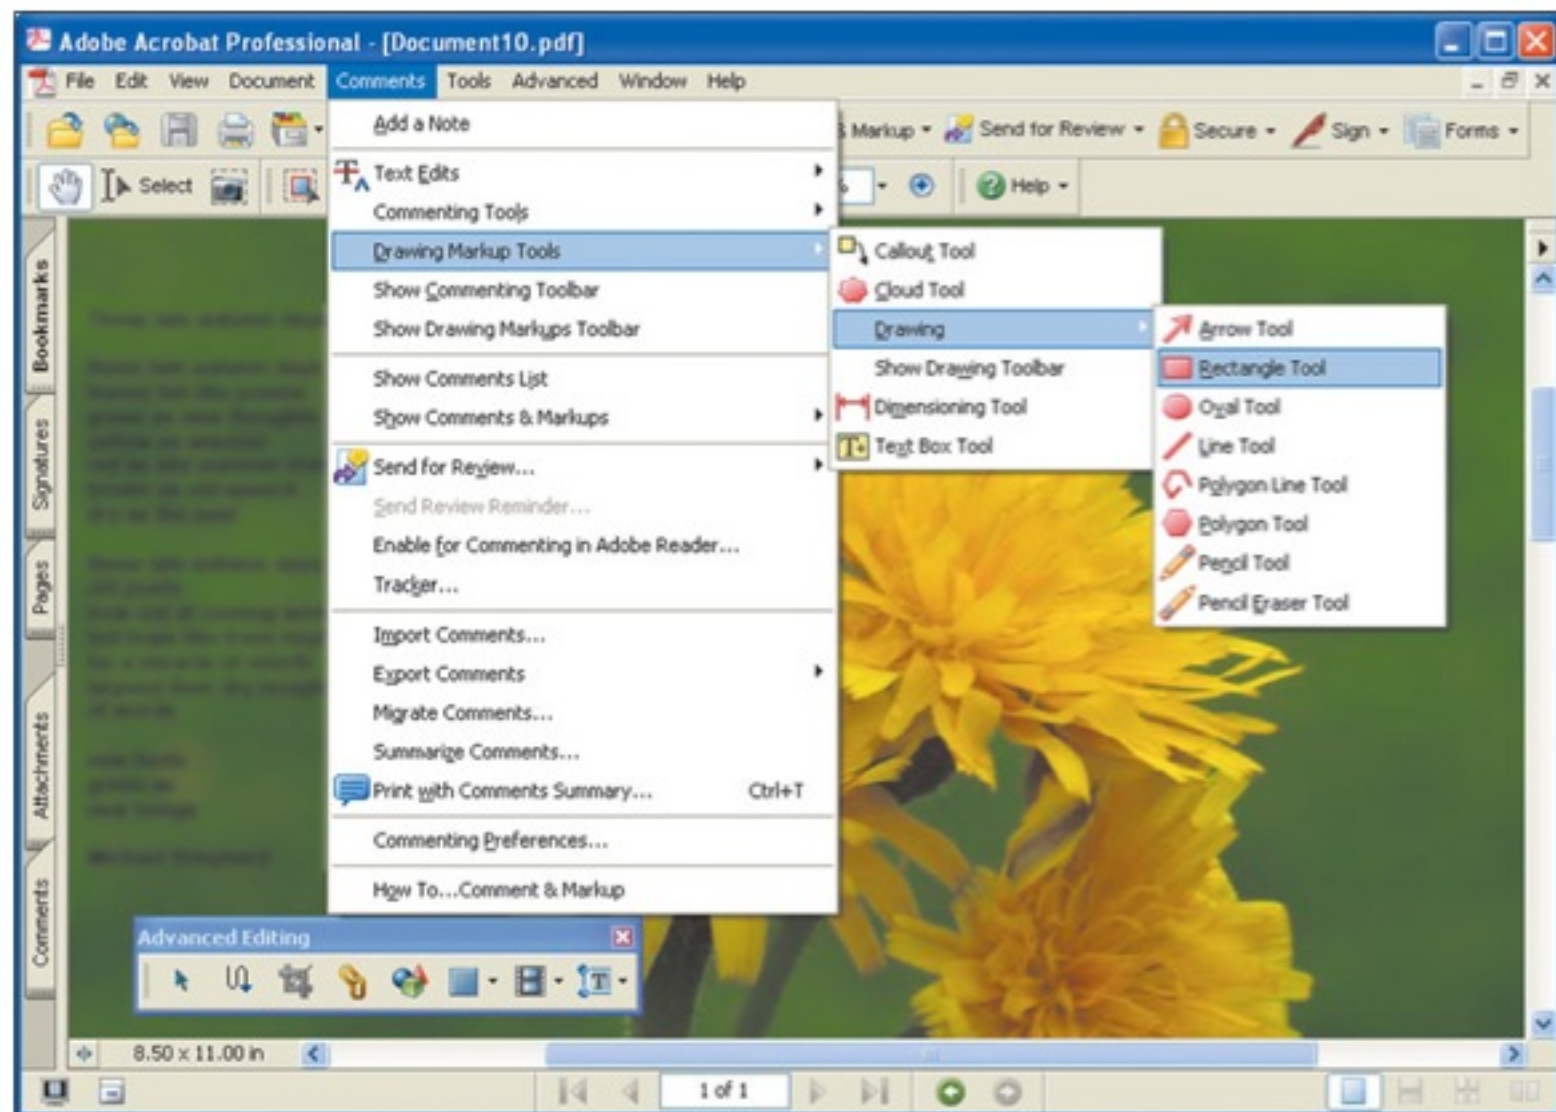 Adobe Acrobat Professional - [Document10.pdf]
File Edit View Document Comments Tools Advanced Window Help
Markup Send for Review Secure Sign Forms
Select Help
Add a Note
Text Edits
Commenting Tools
Drawing Markup Tools
Show Commenting Toolbar
Show Drawing Markups Toolbar
Show Comments List
Show Comments & Markups
Send for Review...
Send Review Reminder...
Enable for Commenting in Adobe Reader...
Tracker...
Import Comments...
Export Comments
Migrate Comments...
Summarize Comments...
Print with Comments Summary... Ctrl+T
Commenting Preferences...
How To...Comment & Markup
Callout Tool
Cloud Tool
Drawing
Show Drawing Toolbar
Dimensioning Tool
Text Box Tool
Arrow Tool
Rectangle Tool
Oval Tool
Line Tool
Polygon Line Tool
Polygon Tool
Pencil Tool
Pencil Eraser Tool
Bookmarks
Signatures
Pages
Attachments
Comments
Advanced Editing
8.50 x 11.00 in
1 of 1